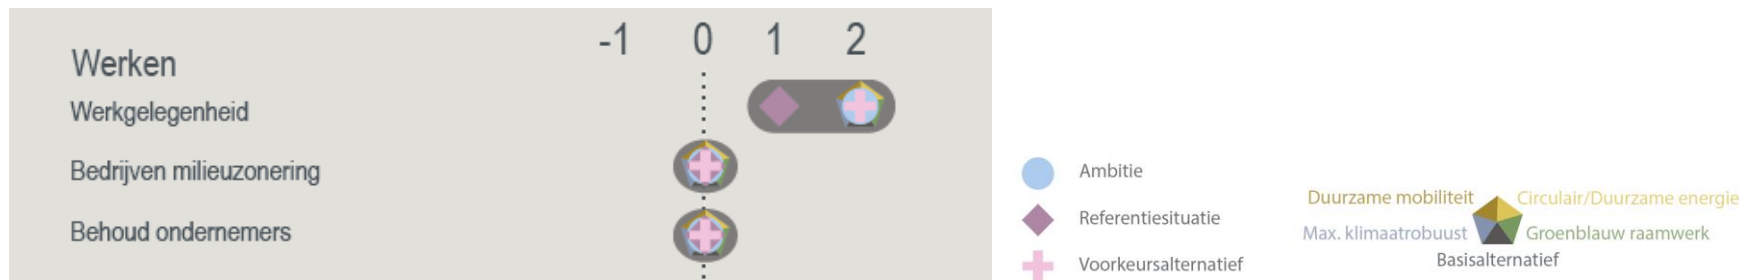 -1 0 1 2
Werken
Werkgelegenheid
Bedrijven milieuzonering
Behoud ondernemers
Ambitie
Referentiesituatie
Voorkeursalternatief
Duurzame mobiliteit Circulair/Duurzame energie
Max. klimaatrobuust Groenblauw raamwerk
Basisalternatief